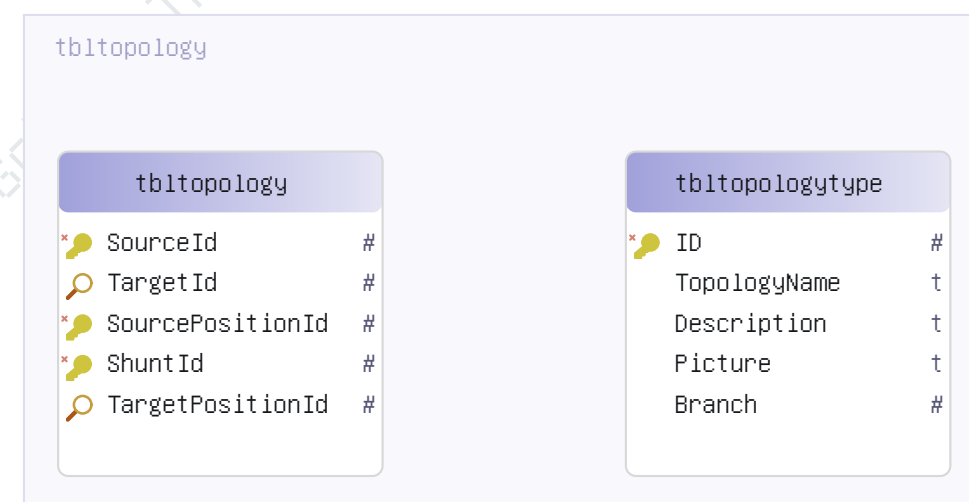 tbltopology
tbltopology
SourceId #
TargetId #
SourcePositionId #
ShuntId #
TargetPositionId #
tbltopologytype
ID #
TopologyName t
Description t
Picture t
Branch #